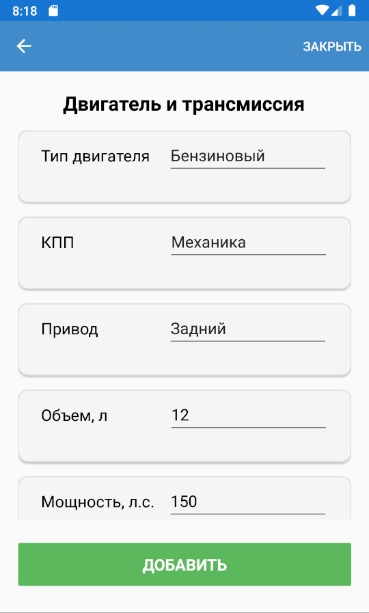 8:18
ЗАКРЫТЬ
Двигатель и трансмиссия
Тип двигателя Бензиновый
КПП Механика
Привод Задний
Объем, л 12
Мощность, л.с. 150
ДОБАВИТЬ